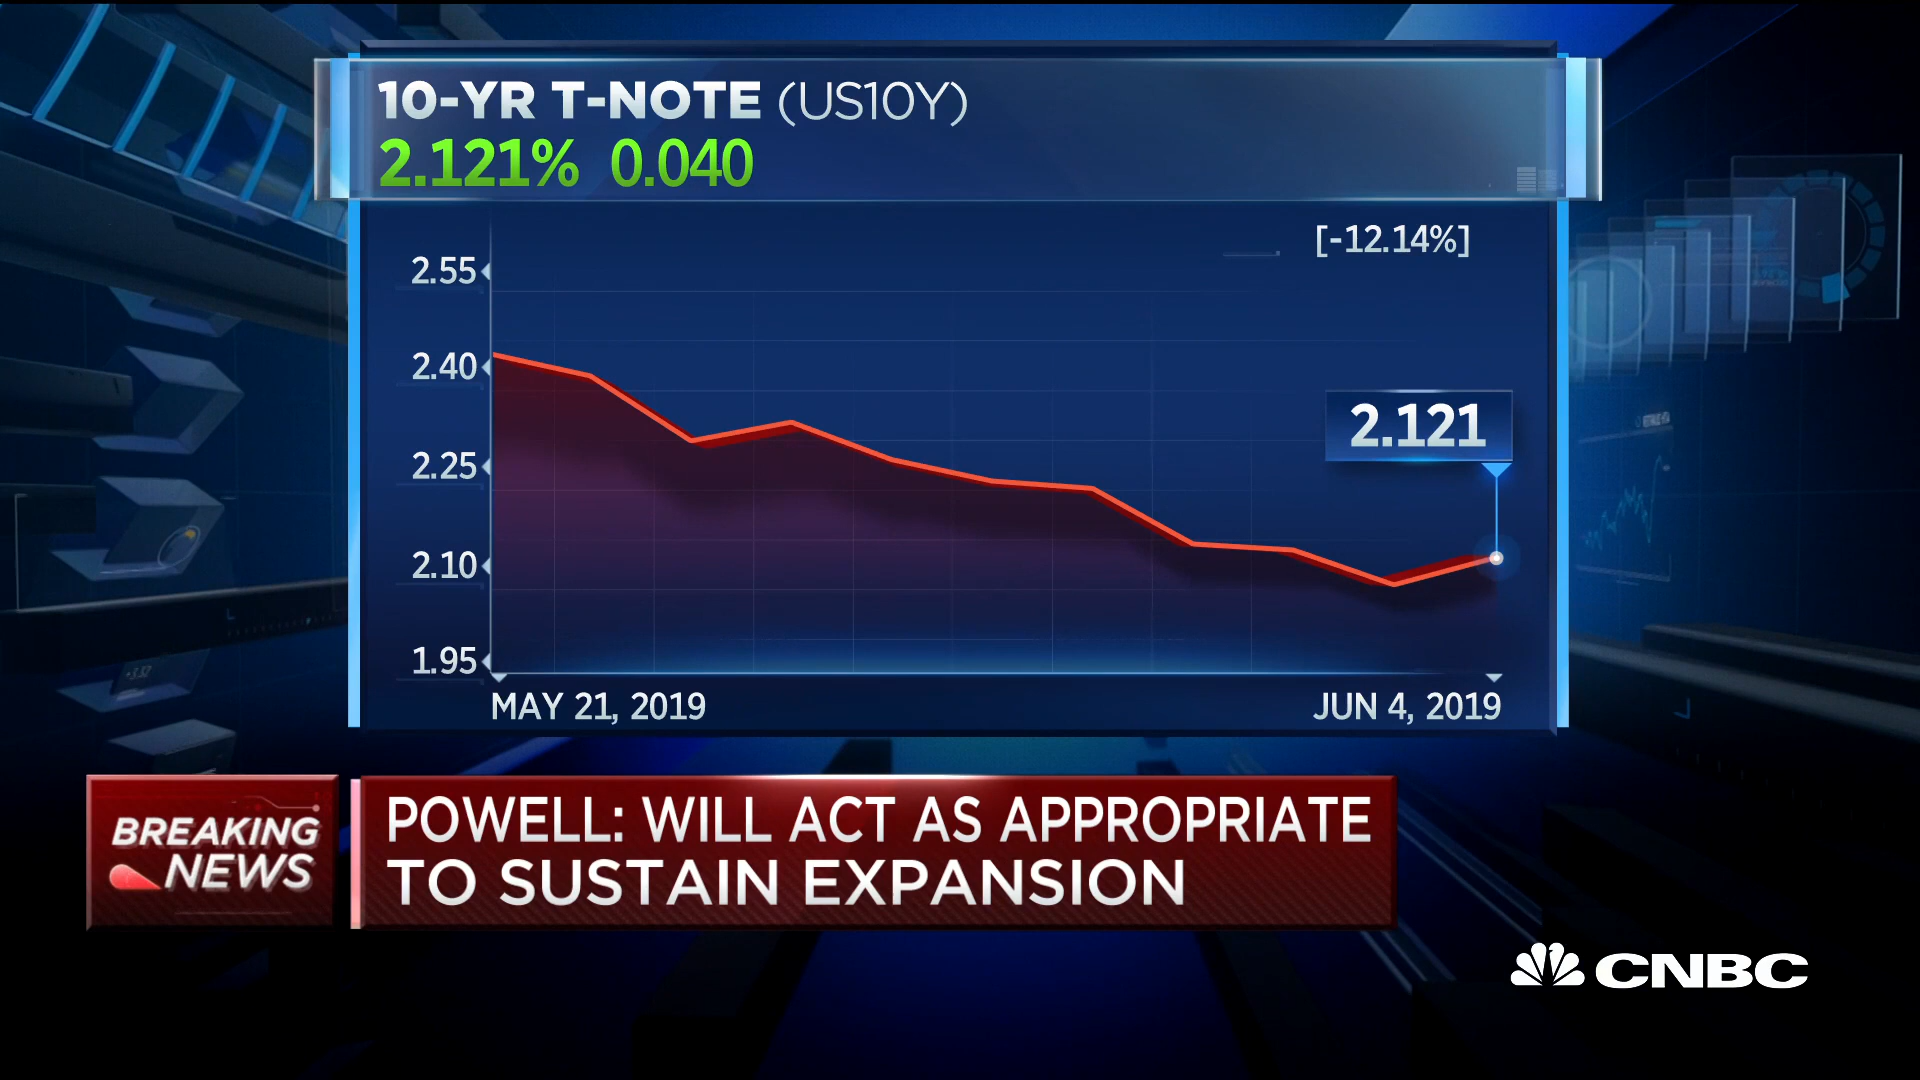 10-YR T-NOTE (US10Y)
2.121% 0.040
[-12.14%]
2.55
2.40
2.25
2.10
1.95
2.121
MAY 21, 2019
JUN 4, 2019
+3.37
BREAKING
NEWS
POWELL: WILL ACT AS APPROPRIATE
TO SUSTAIN EXPANSION
CNBC